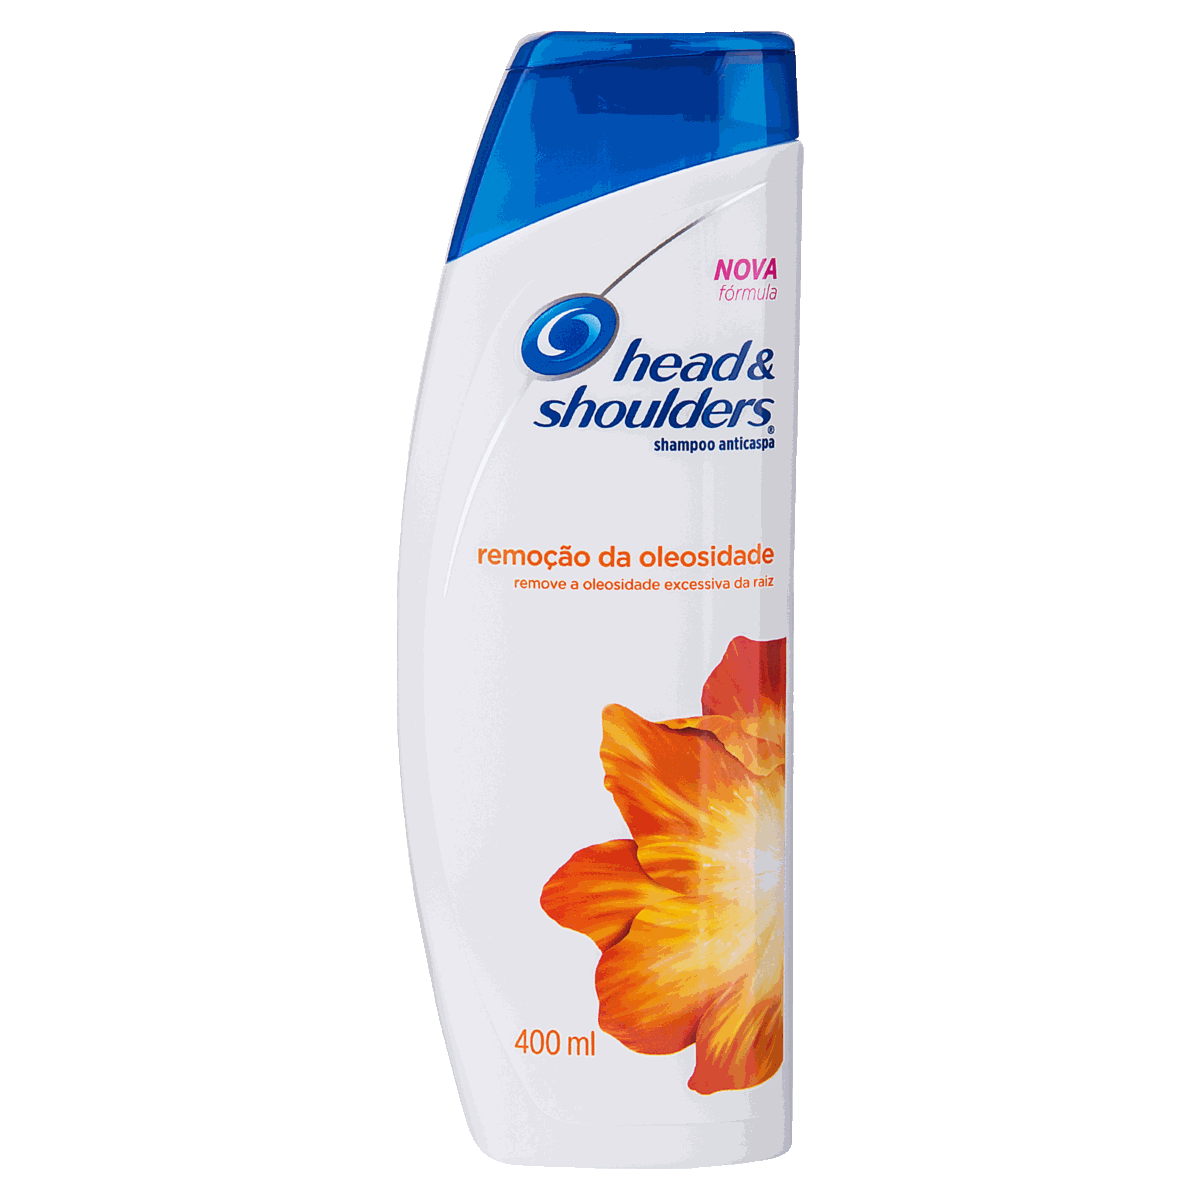 NOVA
fórmula
head &
shoulders®
shampoo anticaspa
remoção da oleosidade
remove a oleosidade excessiva da raiz
400 ml